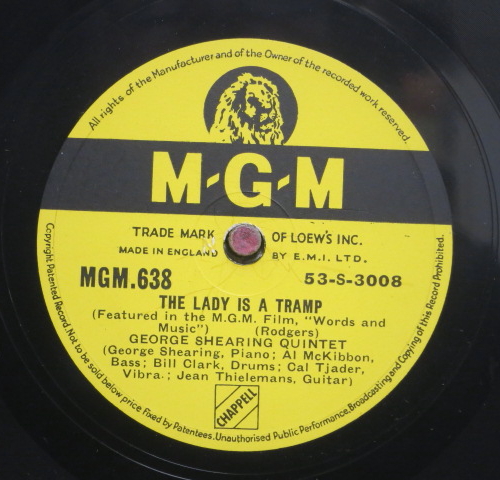 All rights of the Manufacturer and of the Owner of the recorded work reserved.
M-G-M
TRADE MARK OF LOEW'S INC.
MADE IN ENGLAND BY E.M.I. LTD.
MGM.638 53-S-3008
THE LADY IS A TRAMP
(Featured in the M.G.M. Film, "Words and
Music") (Rodgers)
GEORGE SHEARING QUINTET
(George Shearing, Piano; Al McKibbon,
Bass; Bill Clark, Drums; Cal Tjader,
Vibra.; Jean Thielemans, Guitar)
CHAPPELL
Copyright Patented Record. Not to be sold below price fixed by Patentees. Unauthorised Public Performance, Broadcasting and Copying of this Record Prohibited.